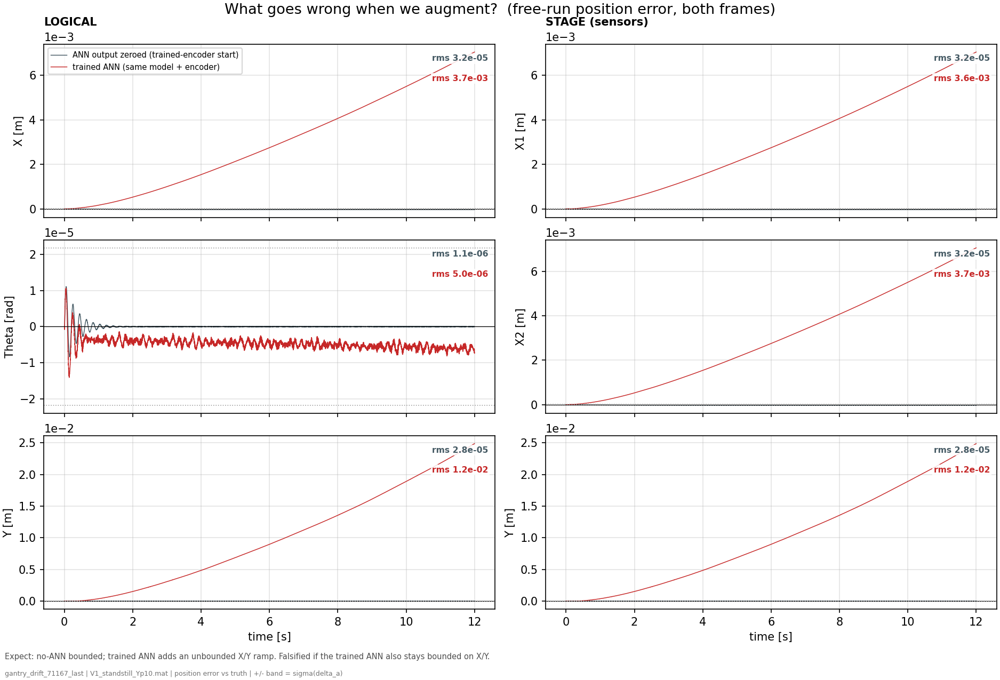 What goes wrong when we augment?  (free-run position error, both frames)
LOGICAL
1e−3
ANN output zeroed (trained-encoder start)
trained ANN (same model + encoder)
rms 3.2e-05
rms 3.7e-03
6
4
2
0
X [m]
STAGE (sensors)
1e−3
rms 3.2e-05
rms 3.6e-03
6
4
2
0
X1 [m]
1e−5
rms 1.1e-06
rms 5.0e-06
2
1
0
−1
−2
Theta [rad]
1e−3
rms 3.2e-05
rms 3.7e-03
6
4
2
0
X2 [m]
1e−2
rms 2.8e-05
rms 1.2e-02
2.5
2.0
1.5
1.0
0.5
0.0
Y [m]
0 2 4 6 8 10 12
time [s]
1e−2
rms 2.8e-05
rms 1.2e-02
2.5
2.0
1.5
1.0
0.5
0.0
Y [m]
0 2 4 6 8 10 12
time [s]
Expect: no-ANN bounded; trained ANN adds an unbounded X/Y ramp. Falsified if the trained ANN also stays bounded on X/Y.
gantry_drift_71167_last | V1_standstill_Yp10.mat | position error vs truth | +/- band = sigma(delta_a)